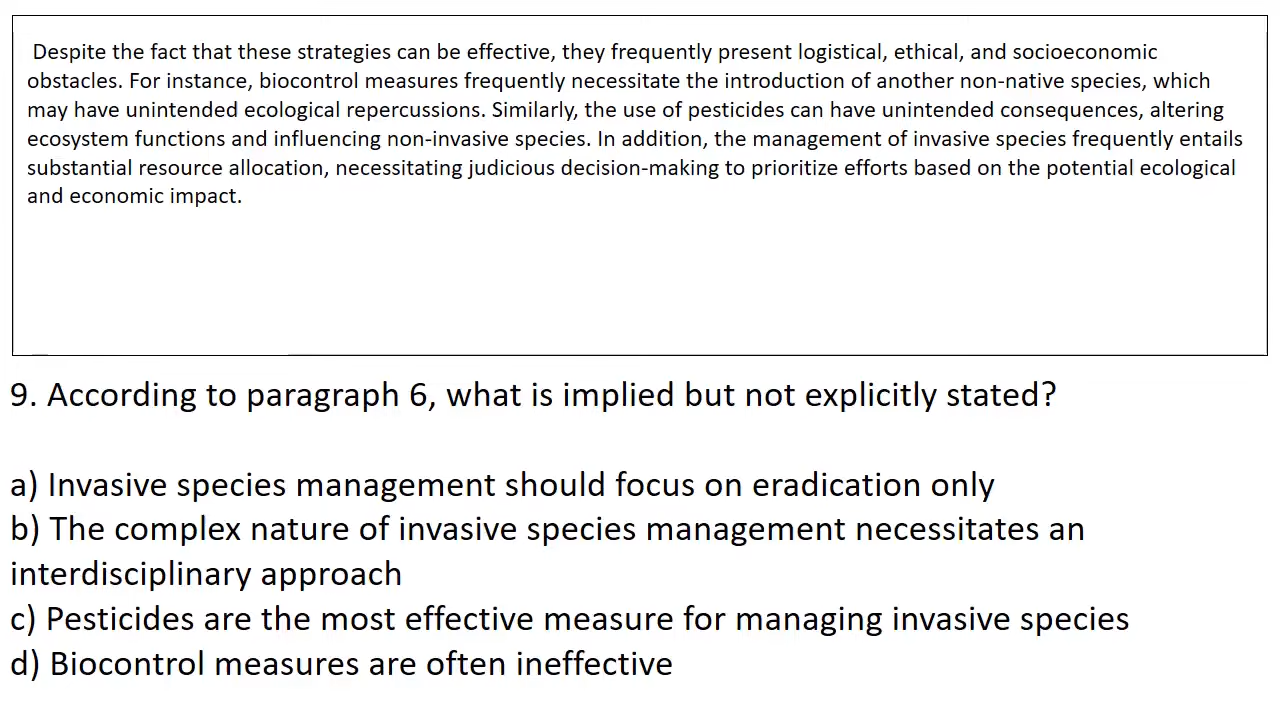 Despite the fact that these strategies can be effective, they frequently present logistical, ethical, and socioeconomic
obstacles. For instance, biocontrol measures frequently necessitate the introduction of another non-native species, which
may have unintended ecological repercussions. Similarly, the use of pesticides can have unintended consequences, altering
ecosystem functions and influencing non-invasive species. In addition, the management of invasive species frequently entails
substantial resource allocation, necessitating judicious decision-making to prioritize efforts based on the potential ecological
and economic impact.
9. According to paragraph 6, what is implied but not explicitly stated?
a) Invasive species management should focus on eradication only
b) The complex nature of invasive species management necessitates an
interdisciplinary approach
c) Pesticides are the most effective measure for managing invasive species
d) Biocontrol measures are often ineffective